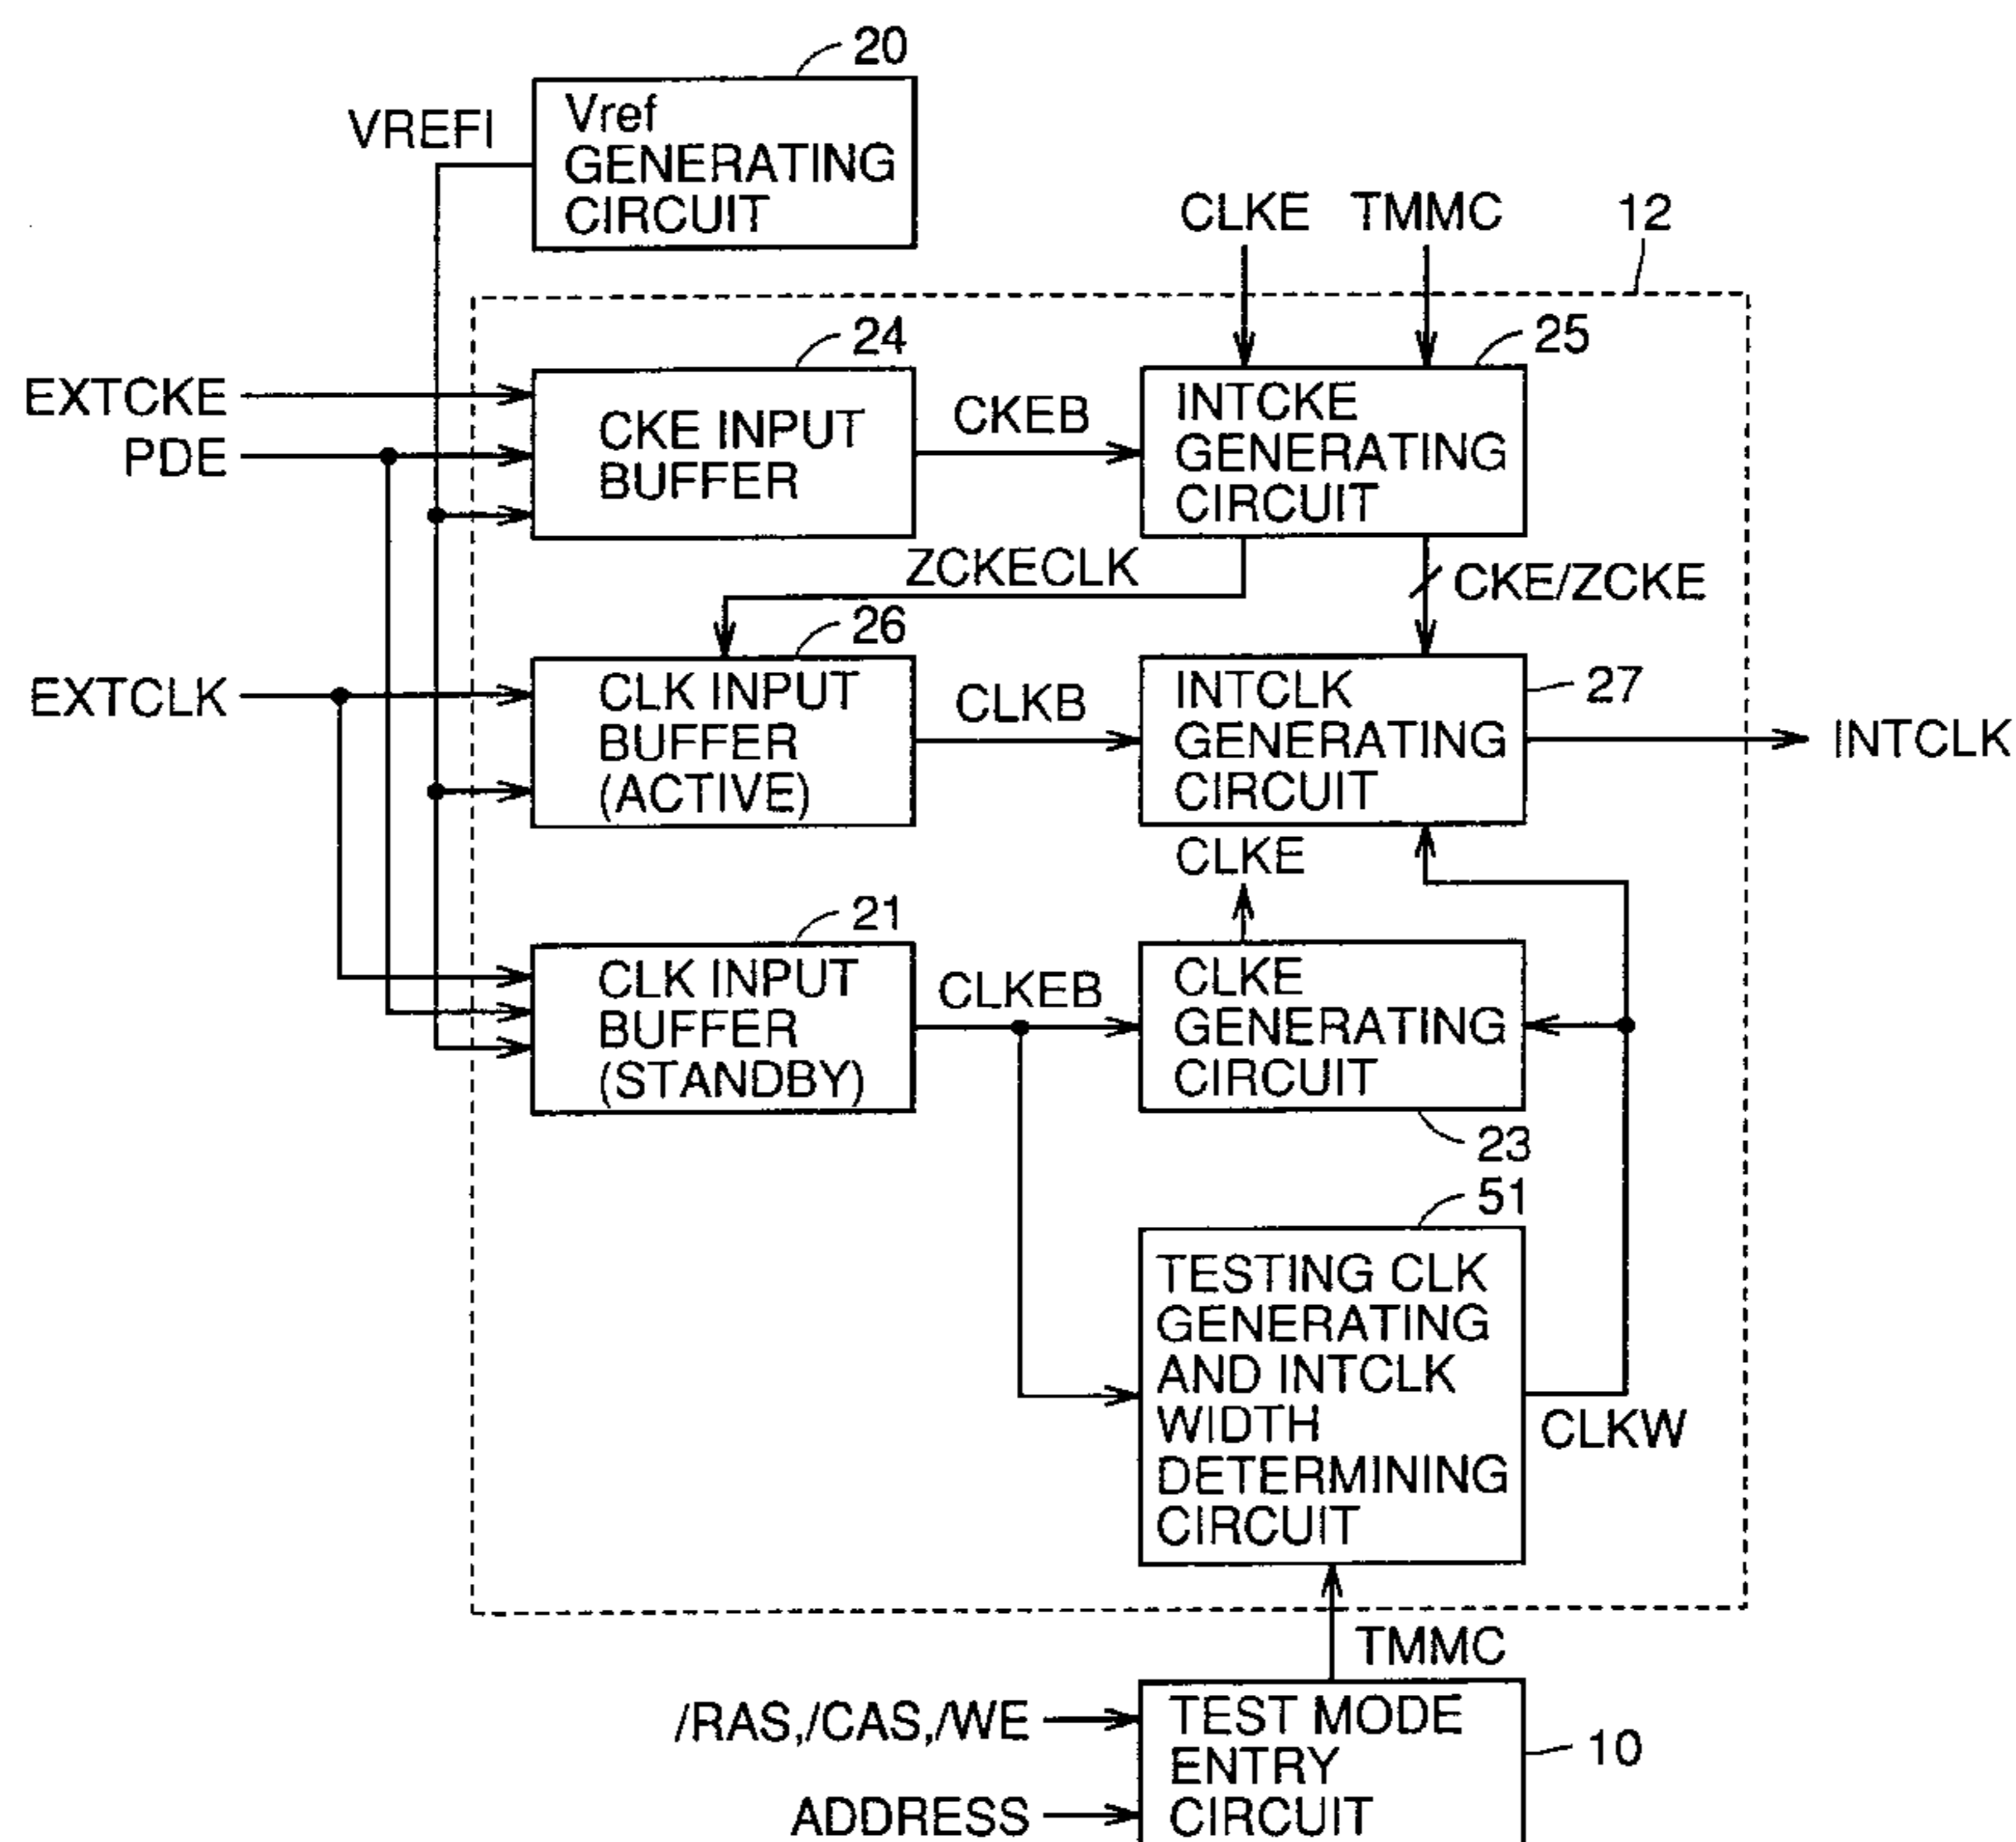 20
VREFI
Vref
GENERATING
CIRCUIT
CLKE
TMMC
12
24
25
EXTCKE
PDE
CKE INPUT
BUFFER
CKEB
INTCKE
GENERATING
CIRCUIT
ZCKECLK
CKE/ZCKE
26
27
EXTCLK
CLK INPUT
BUFFER
(ACTIVE)
CLKB
INTCLK
GENERATING
CIRCUIT
INTCLK
CLKE
21
CLK INPUT
BUFFER
(STANDBY)
CLKEB
CLKE
GENERATING
CIRCUIT
23
51
TESTING CLK
GENERATING
AND INTCLK
WIDTH
DETERMINING
CIRCUIT
CLKW
TMMC
/RAS,/CAS,/WE
ADDRESS
TEST MODE
ENTRY
CIRCUIT
10